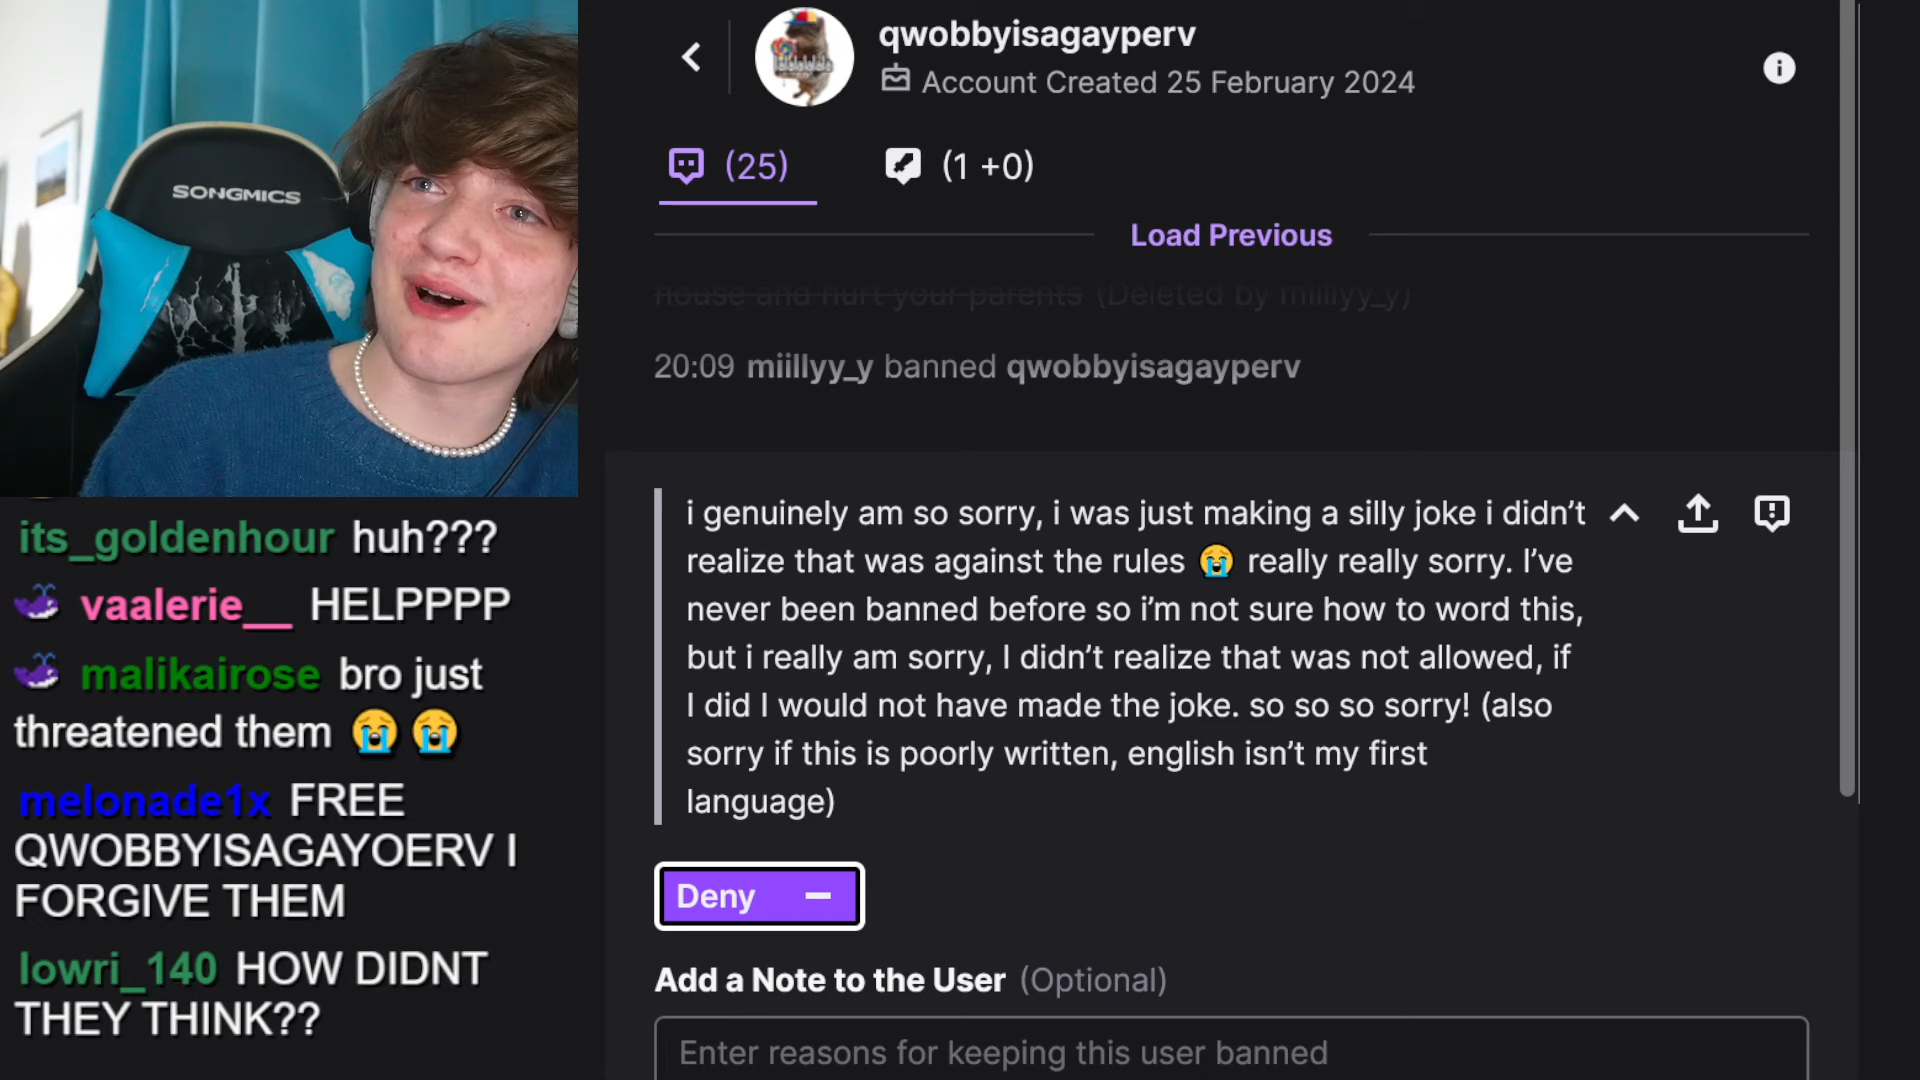 SONGMICS
its_goldenhour huh???
vaalerie__ HELPPPP
malikairose bro just
threatened them 😭 😭
melonade1x FREE
QWOBBYISAGAYOERV I
FORGIVE THEM
lowri_140 HOW DIDNT
THEY THINK??
qwobbyisagayperv
Account Created 25 February 2024
(25)
(1 +0)
Load Previous
house and hurt your parents (Deleted by miillyy_y)
20:09 miillyy_y banned qwobbyisagayperv
i genuinely am so sorry, i was just making a silly joke i didn’t
realize that was against the rules 😭 really really sorry. I’ve
never been banned before so i’m not sure how to word this,
but i really am sorry, I didn’t realize that was not allowed, if
I did I would not have made the joke. so so so sorry! (also
sorry if this is poorly written, english isn’t my first
language)
Deny
Add a Note to the User (Optional)
Enter reasons for keeping this user banned